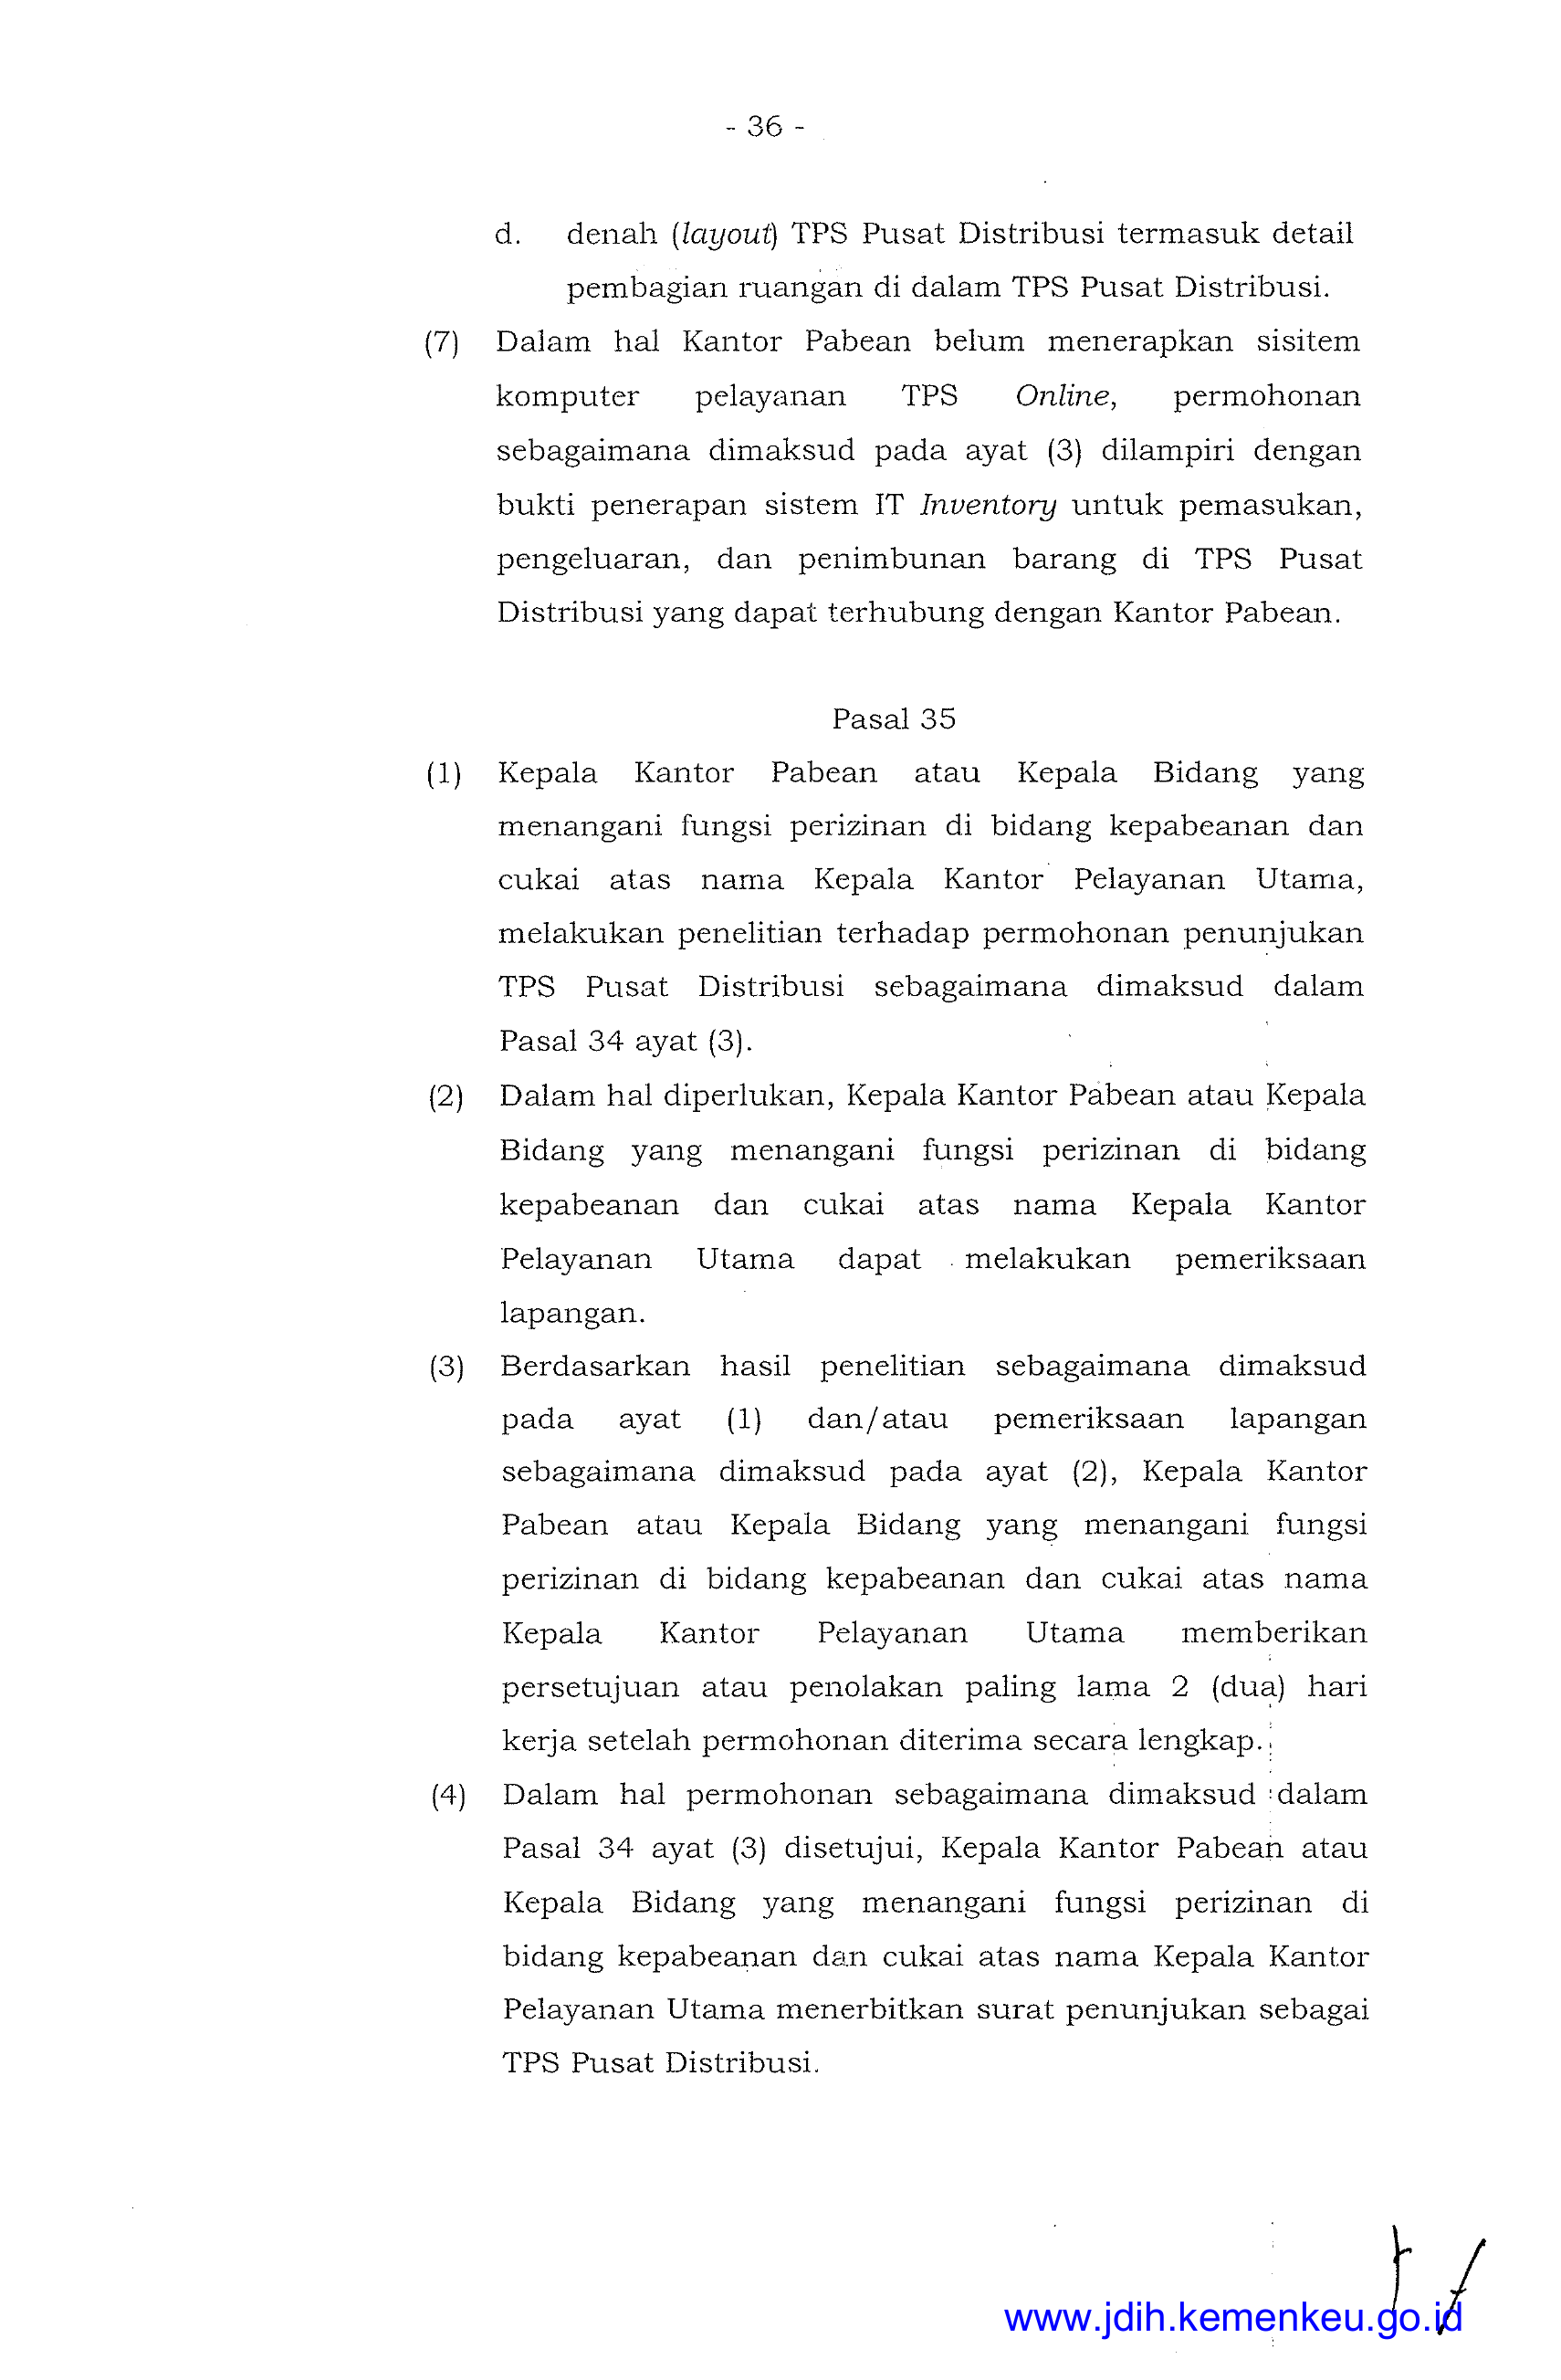 - 36 -
d. denah (layout) TPS Pusat Distribusi termasuk detail
pembagian ruangan di dalam TPS Pusat Distribusi.
(7) Dalam hal Kantor Pabean belum menerapkan sisitem
komputer pelayanan TPS Online, permohonan
sebagaimana dimaksud pada ayat (3) dilampiri dengan
bukti penerapan sistem IT Inventory untuk pemasukan,
pengeluaran, dan penimbunan barang di TPS Pusat
Distribusi yang dapat terhubung dengan Kantor Pabean.
Pasal 35
(1) Kepala Kantor Pabean atau Kepala Bidang yang
menangani fungsi perizinan di bidang kepabeanan dan
cukai atas nama Kepala Kantor Pelayanan Utama,
melakukan penelitian terhadap permohonan penunjukan
TPS Pusat Distribusi sebagaimana dimaksud dalam
Pasal 34 ayat (3).
(2) Dalam hal diperlukan, Kepala Kantor Pabean atau Kepala
Bidang yang menangani fungsi perizinan di bidang
kepabeanan dan cukai atas nama Kepala Kantor
Pelayanan Utama dapat melakukan pemeriksaan
lapangan.
(3) Berdasarkan hasil penelitian sebagaimana dimaksud
pada ayat (1) dan/atau pemeriksaan lapangan
sebagaimana dimaksud pada ayat (2), Kepala Kantor
Pabean atau Kepala Bidang yang menangani fungsi
perizinan di bidang kepabeanan dan cukai atas nama
Kepala Kantor Pelayanan Utama memberikan
persetujuan atau penolakan paling lama 2 (dua) hari
kerja setelah permohonan diterima secara lengkap.
(4) Dalam hal permohonan sebagaimana dimaksud dalam
Pasal 34 ayat (3) disetujui, Kepala Kantor Pabean atau
Kepala Bidang yang menangani fungsi perizinan di
bidang kepabeanan dan cukai atas nama Kepala Kantor
Pelayanan Utama menerbitkan surat penunjukan sebagai
TPS Pusat Distribusi.
www.jdih.kemenkeu.go.id